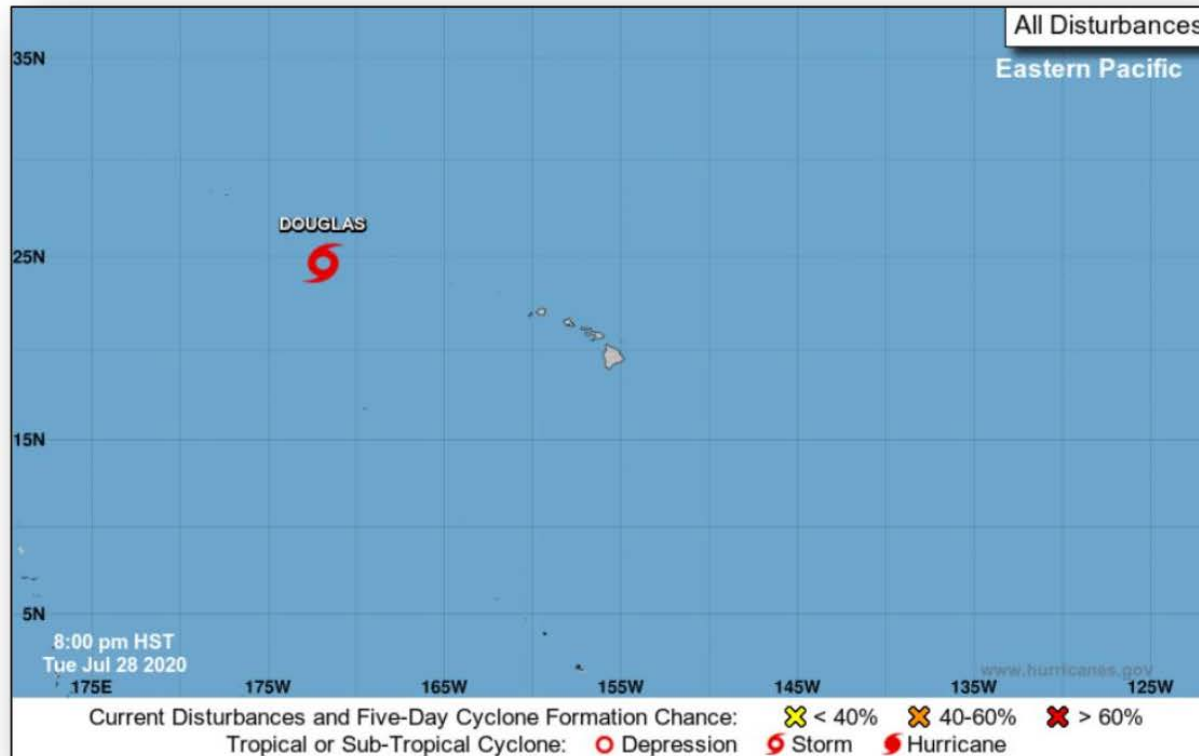 All Disturbances
Eastern Pacific
35N
DOUGLAS
25N
15N
5N
8:00 pm HST
Tue Jul 28 2020
www.hurricanes.gov
175E 175W 165W 155W 145W 135W 125W
Current Disturbances and Five-Day Cyclone Formation Chance: < 40% 40-60% > 60%
Tropical or Sub-Tropical Cyclone: Depression Storm Hurricane